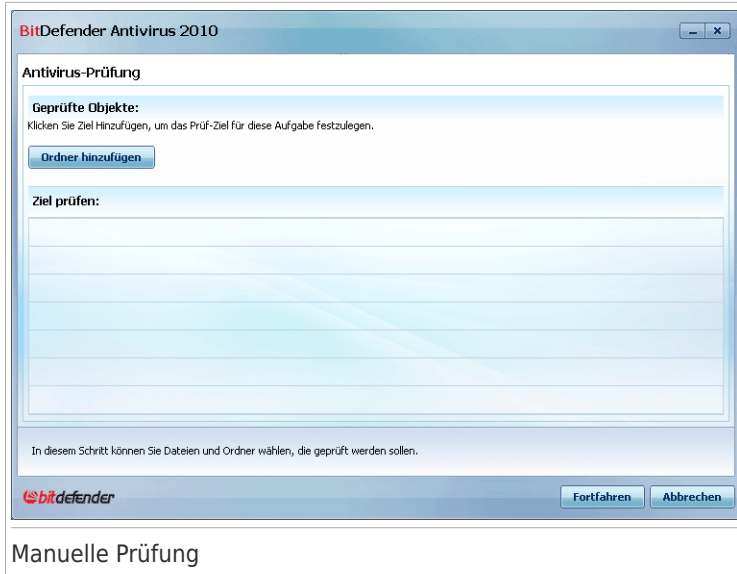 BitDefender Antivirus 2010
Antivirus-Prüfung
Geprüfte Objekte:
Klicken Sie Ziel Hinzufügen, um das Prüf-Ziel für diese Aufgabe festzulegen.
Ordner hinzufügen
Ziel prüfen:
In diesem Schritt können Sie Dateien und Ordner wählen, die geprüft werden sollen.
bitdefender
Fortfahren Abbrechen
Manuelle Prüfung